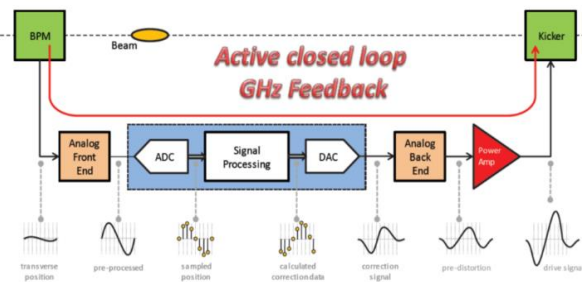 BPM
Beam
Kicker
Active closed loop
GHz Feedback
Analog
Front
End
ADC
Signal
Processing
DAC
Analog
Back
End
Power
Amp
transverse
position
pre-processed
sampled
position
calculated
correction data
correction
signal
pre-distortion
drive signal